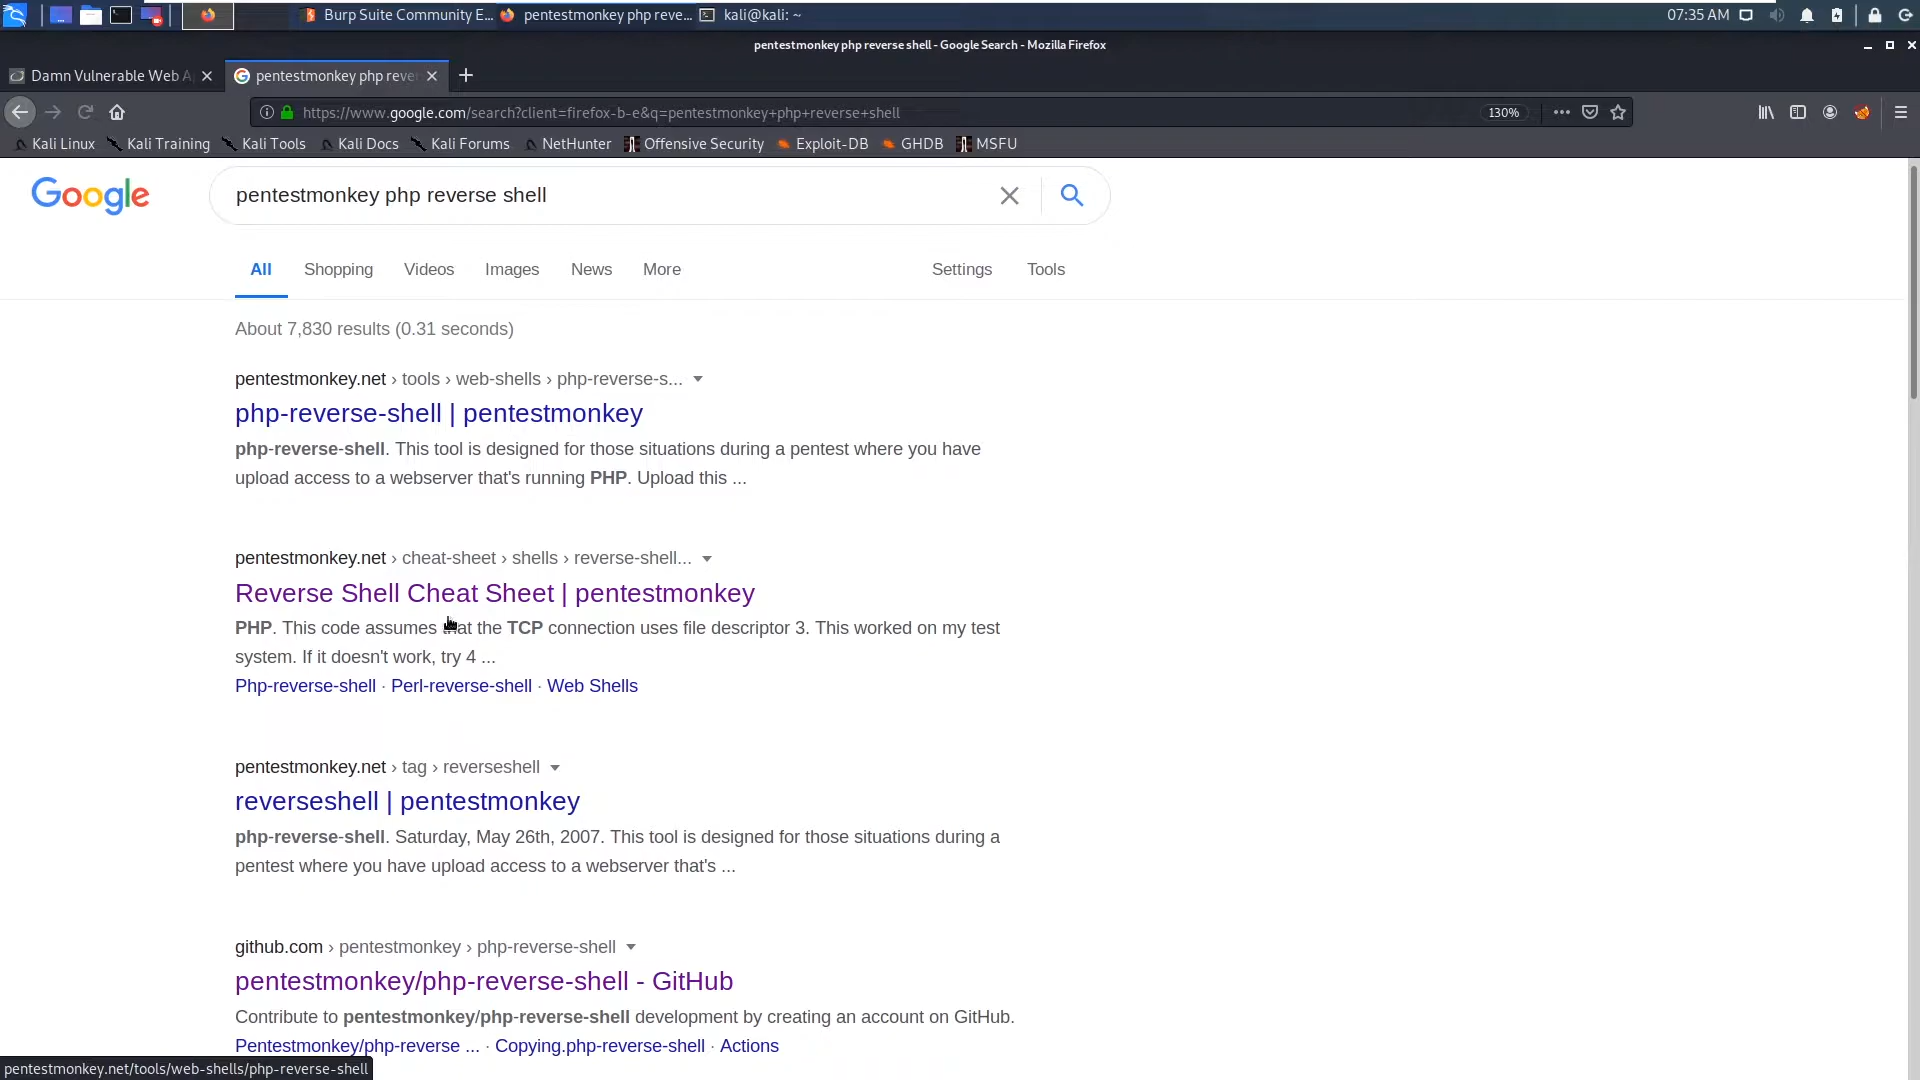 Burp Suite Community E...
pentestmonkey php reve...
kali@kali: ~
07:35 AM
pentestmonkey php reverse shell - Google Search - Mozilla Firefox
Damn Vulnerable Web A
pentestmonkey php reve
https://www.google.com/search?client=firefox-b-e&q=pentestmonkey+php+reverse+shell
130%
Kali Linux Kali Training Kali Tools Kali Docs Kali Forums NetHunter Offensive Security Exploit-DB GHDB MSFU
Google
pentestmonkey php reverse shell
All Shopping Videos Images News More Settings Tools
About 7,830 results (0.31 seconds)
pentestmonkey.net › tools › web-shells › php-reverse-s...
php-reverse-shell | pentestmonkey
php-reverse-shell. This tool is designed for those situations during a pentest where you have
upload access to a webserver that's running PHP. Upload this ...
pentestmonkey.net › cheat-sheet › shells › reverse-shell...
Reverse Shell Cheat Sheet | pentestmonkey
PHP. This code assumes that the TCP connection uses file descriptor 3. This worked on my test
system. If it doesn't work, try 4 ...
Php-reverse-shell · Perl-reverse-shell · Web Shells
pentestmonkey.net › tag › reverseshell
reverseshell | pentestmonkey
php-reverse-shell. Saturday, May 26th, 2007. This tool is designed for those situations during a
pentest where you have upload access to a webserver that's ...
github.com › pentestmonkey › php-reverse-shell
pentestmonkey/php-reverse-shell - GitHub
Contribute to pentestmonkey/php-reverse-shell development by creating an account on GitHub.
Pentestmonkey/php-reverse ... · Copying.php-reverse-shell · Actions
pentestmonkey.net/tools/web-shells/php-reverse-shell